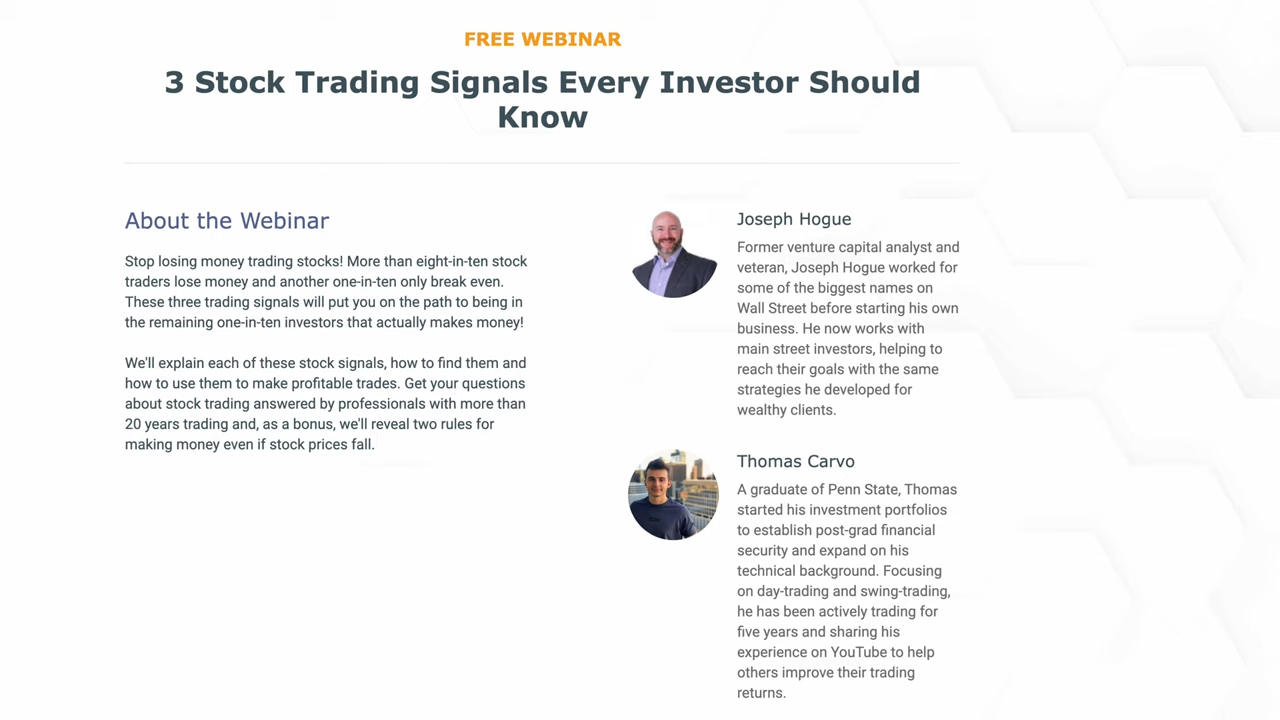 FREE WEBINAR
3 Stock Trading Signals Every Investor Should
Know
About the Webinar
Stop losing money trading stocks! More than eight-in-ten stock
traders lose money and another one-in-ten only break even.
These three trading signals will put you on the path to being in
the remaining one-in-ten investors that actually makes money!
We'll explain each of these stock signals, how to find them and
how to use them to make profitable trades. Get your questions
about stock trading answered by professionals with more than
20 years trading and, as a bonus, we'll reveal two rules for
making money even if stock prices fall.
Joseph Hogue
Former venture capital analyst and
veteran, Joseph Hogue worked for
some of the biggest names on
Wall Street before starting his own
business. He now works with
main street investors, helping to
reach their goals with the same
strategies he developed for
wealthy clients.
Thomas Carvo
A graduate of Penn State, Thomas
started his investment portfolios
to establish post-grad financial
security and expand on his
technical background. Focusing
on day-trading and swing-trading,
he has been actively trading for
five years and sharing his
experience on YouTube to help
others improve their trading
returns.